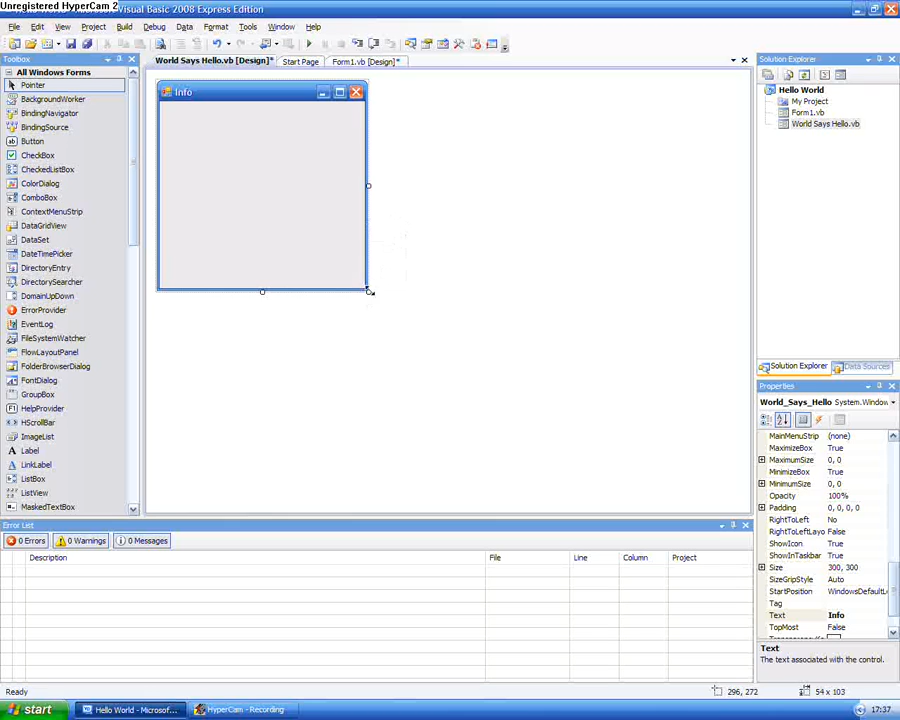 Unregistered HyperCam 2
Visual Basic 2008 Express Edition
File Edit View Project Build Debug Data Format Tools Window Help
Toolbox
World Says Hello.vb [Design]* Start Page Form1.vb [Design]*
Solution Explorer
All Windows Forms
Pointer
BackgroundWorker
BindingNavigator
BindingSource
Button
CheckBox
CheckedListBox
ColorDialog
ComboBox
ContextMenuStrip
DataGridView
DataSet
DateTimePicker
DirectoryEntry
DirectorySearcher
DomainUpDown
ErrorProvider
EventLog
FileSystemWatcher
FlowLayoutPanel
FolderBrowserDialog
FontDialog
GroupBox
HelpProvider
HScrollBar
ImageList
Label
LinkLabel
ListBox
ListView
MaskedTextBox
Info
Hello World
My Project
Form1.vb
World Says Hello.vb
Solution Explorer Data Sources
Properties
World_Says_Hello System.Window
MainMenuStrip (none)
MaximizeBox True
MaximumSize 0, 0
MinimizeBox True
MinimumSize 0, 0
Opacity 100%
Padding 0, 0, 0, 0
RightToLeft No
RightToLeftLayo False
ShowIcon True
ShowInTaskbar True
Size 300, 300
SizeGripStyle Auto
StartPosition WindowsDefaultL
Tag
Text Info
TopMost False
Text
The text associated with the control.
Error List
0 Errors 0 Warnings 0 Messages
Description File Line Column Project
Ready 296, 272 54 x 103
start Hello World - Microsof... HyperCam - Recording 17:37